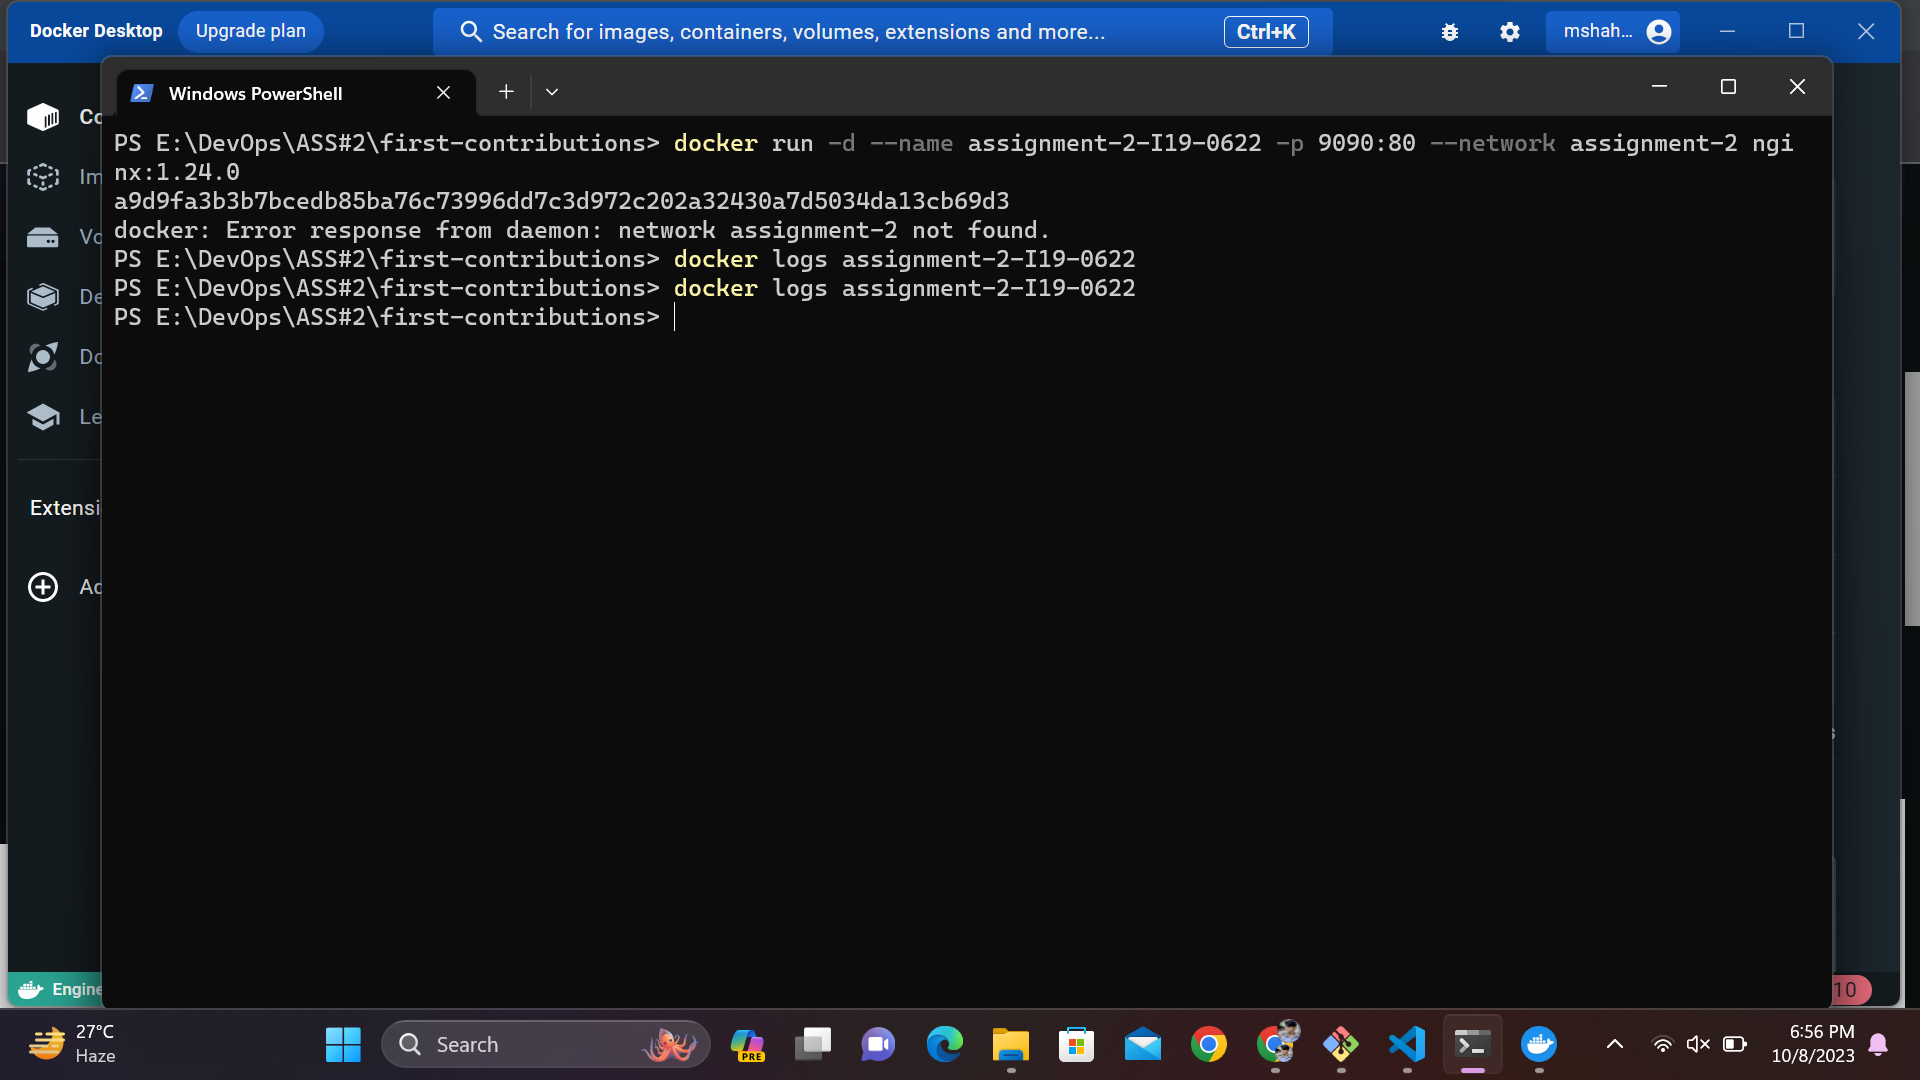 Docker Desktop
Upgrade plan
Search for images, containers, volumes, extensions and more...
Ctrl+K
mshah...
Windows PowerShell
Co
Im
Vo
De
Do
Le
Extensi
Ad
PS E:\DevOps\ASS#2\first-contributions> docker run -d --name assignment-2-I19-0622 -p 9090:80 --network assignment-2 ngi
nx:1.24.0
a9d9fa3b3b7bcedb85ba76c73996dd7c3d972c202a32430a7d5034da13cb69d3
docker: Error response from daemon: network assignment-2 not found.
PS E:\DevOps\ASS#2\first-contributions> docker logs assignment-2-I19-0622
PS E:\DevOps\ASS#2\first-contributions> docker logs assignment-2-I19-0622
PS E:\DevOps\ASS#2\first-contributions>
Engine
10
27°C
Haze
Search
PRE
6:56 PM
10/8/2023